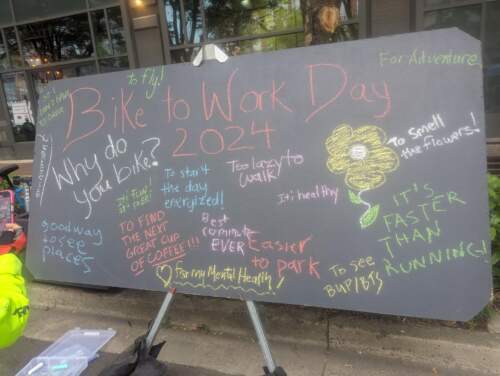 to fly!
For Adventure
Bike to Work Day
2024
Why do
you bike?
To start
the day
energized!
Too lazy to
walk!
To smell
the flowers!
It's healthy
It's fun!
good way
to see
places
TO FIND
THE NEXT
GREAT CUP
OF COFFEE!!!
Best
commute
EVER
Easier
to park
For my Mental Health!
To see
BUP/BTS
IT'S
FASTER
THAN
RUNNING!